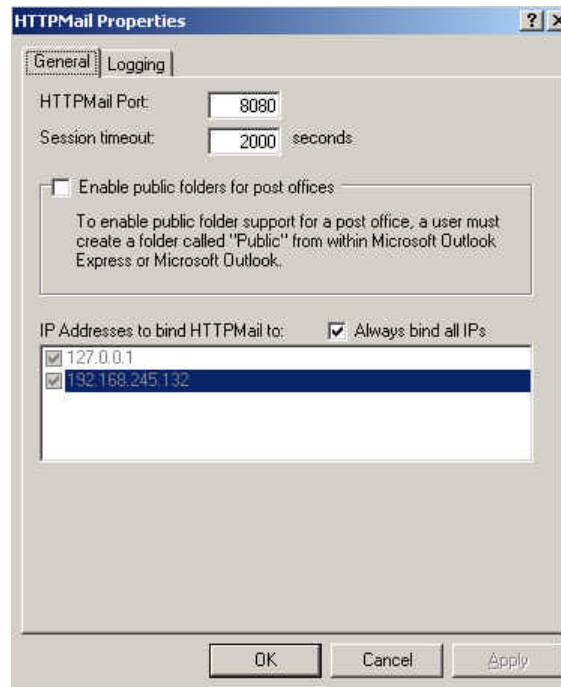 HTTPMail Properties
General Logging
HTTPMail Port: 8080
Session timeout: 2000 seconds
Enable public folders for post offices
To enable public folder support for a post office, a user must
create a folder called "Public" from within Microsoft Outlook
Express or Microsoft Outlook.
IP Addresses to bind HTTPMail to: Always bind all IPs
127.0.0.1
192.168.245.132
OK Cancel Apply